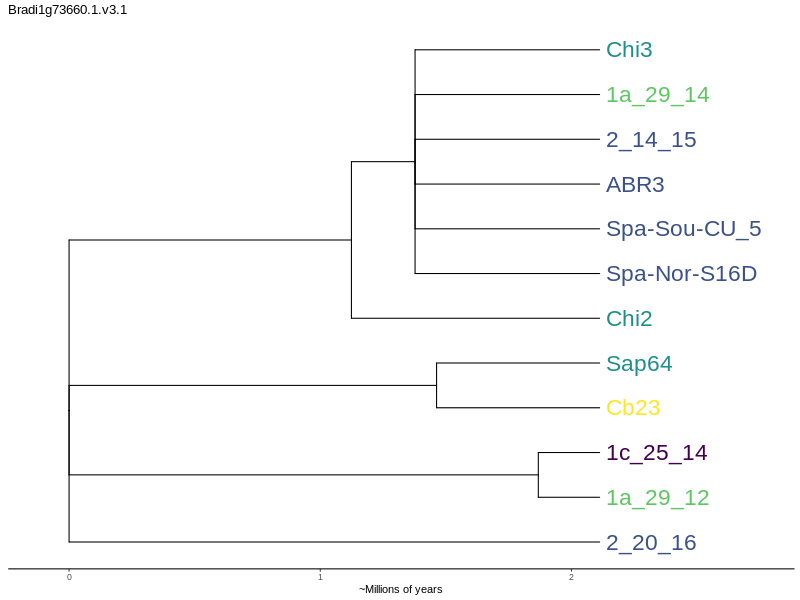 Bradi1g73660.1.v3.1
Chi3
1a_29_14
2_14_15
ABR3
Spa-Sou-CU_5
Spa-Nor-S16D
Chi2
Sap64
Cb23
1c_25_14
1a_29_12
2_20_16
0 1 2
~Millions of years